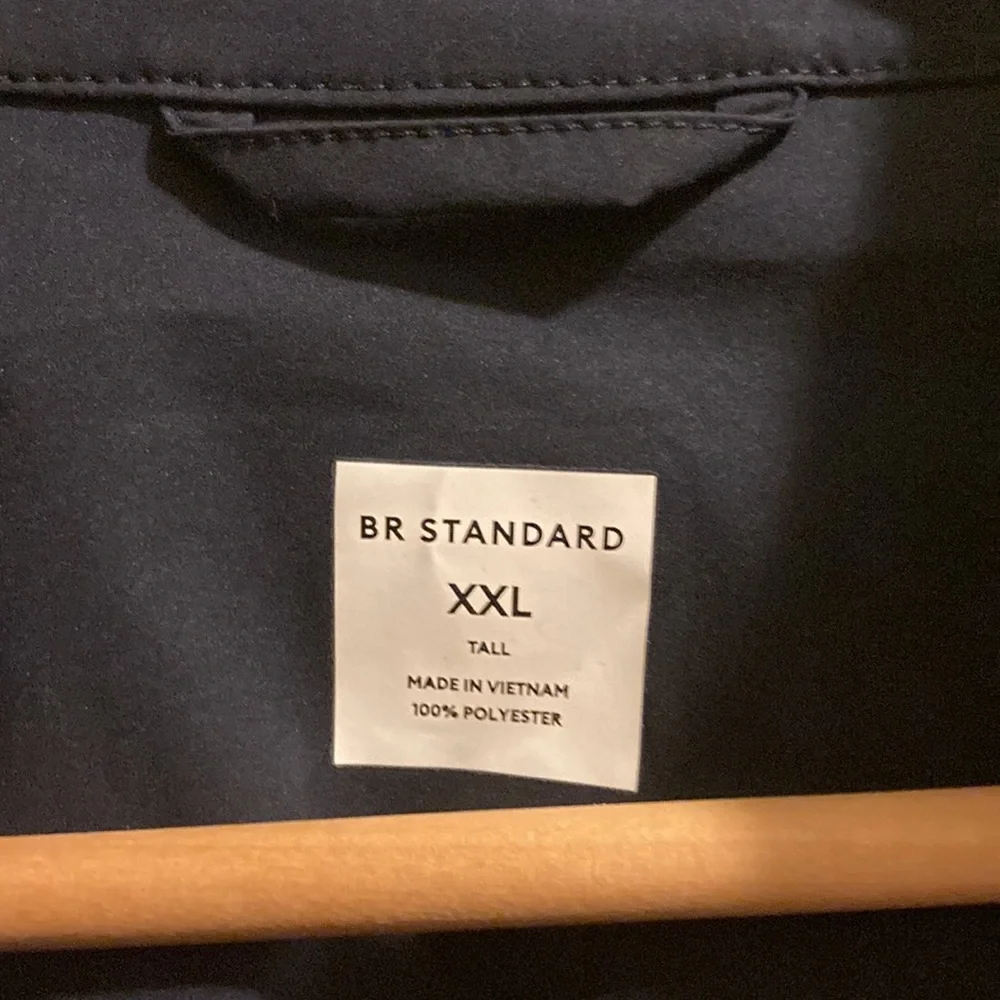 BR STANDARD
XXL
TALL
MADE IN VIETNAM
100% POLYESTER